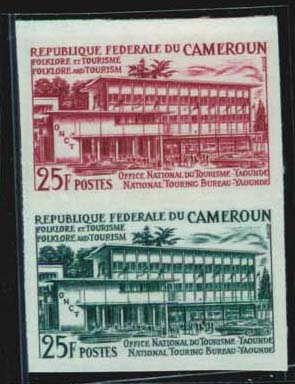 REPUBLIQUE FEDERALE DU CAMEROUN
FOLKLORE ET TOURISME
FOLKLORE AND TOURISM
O
N
C
T
25F POSTES
OFFICE NATIONAL DU TOURISME - YAOUNDE
NATIONAL TOURING BUREAU - YAOUNDE
REPUBLIQUE FEDERALE DU CAMEROUN
FOLKLORE ET TOURISME
FOLKLORE AND TOURISM
O
N
C
T
25F POSTES
OFFICE NATIONAL DU TOURISME - YAOUNDE
NATIONAL TOURING BUREAU - YAOUNDE